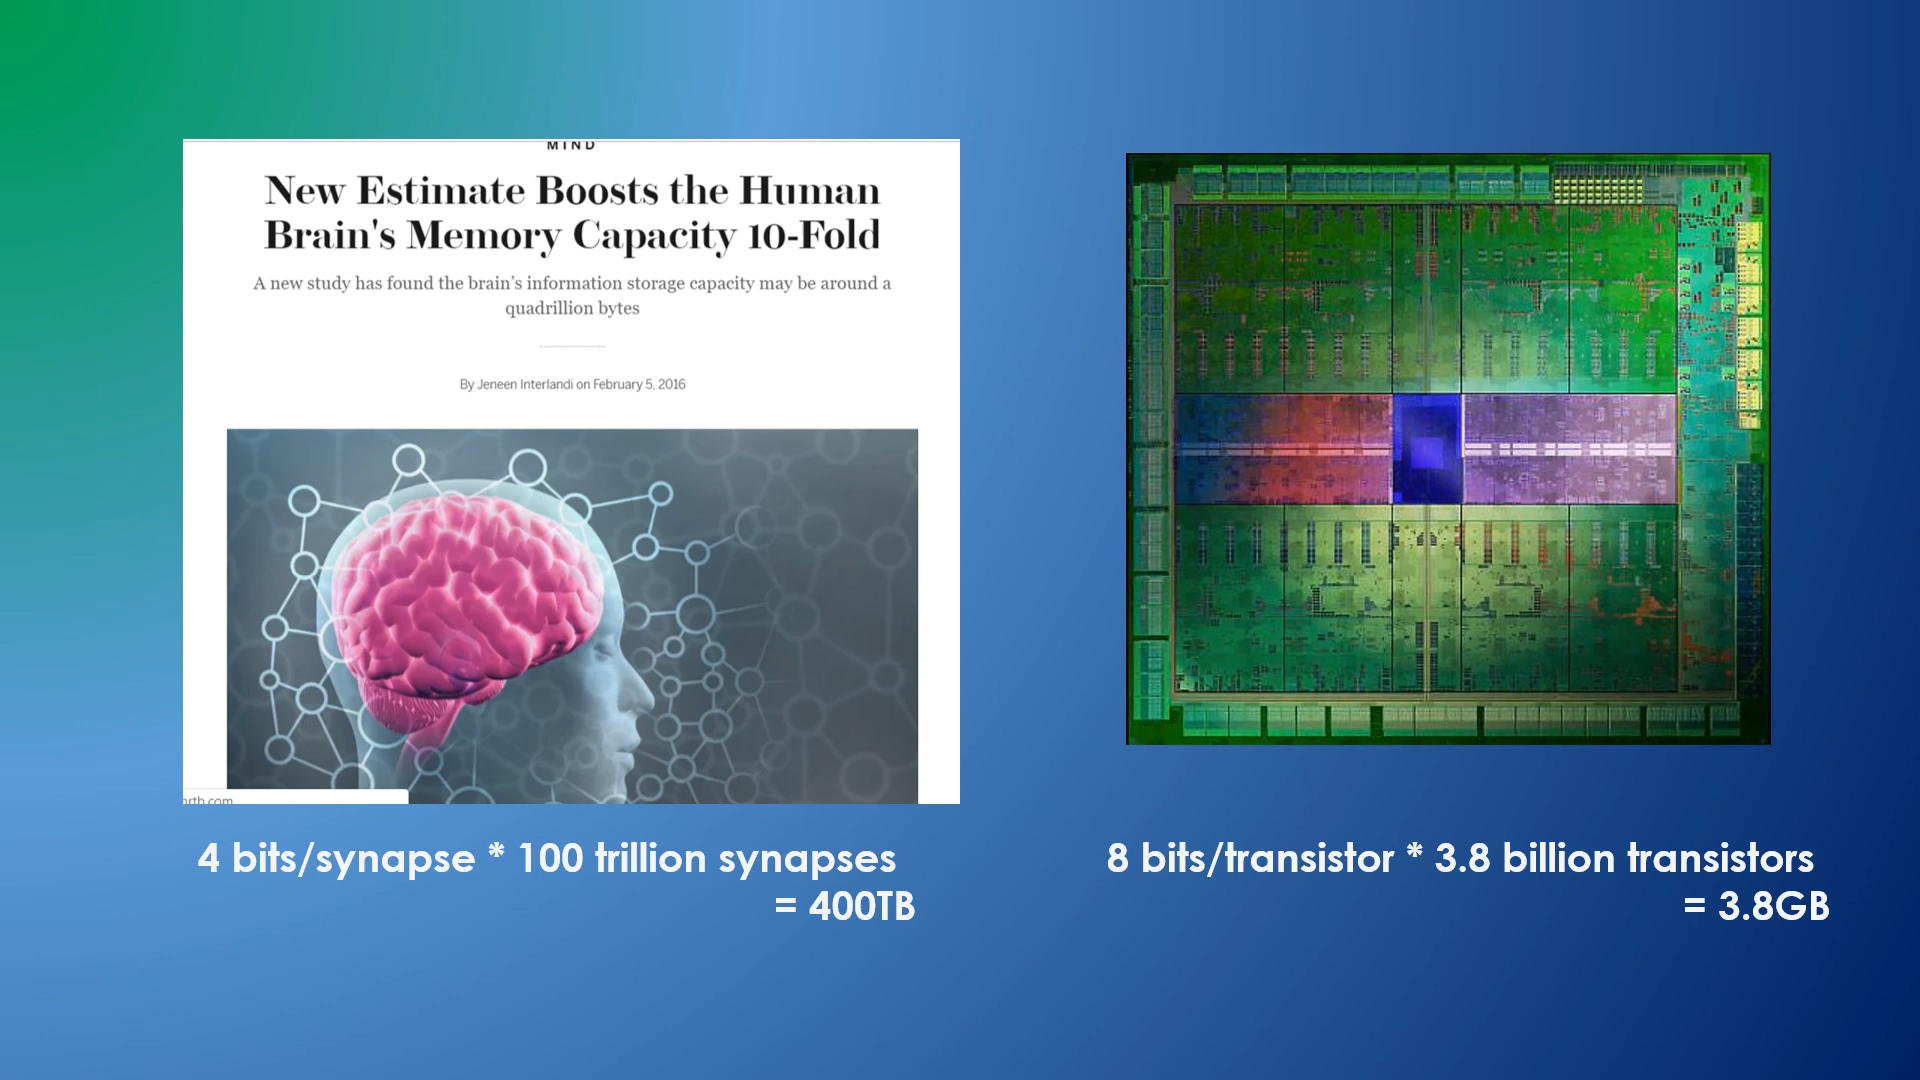 MIND
New Estimate Boosts the Human
Brain's Memory Capacity 10-Fold
A new study has found the brain's information storage capacity may be around a
quadrillion bytes
By Jeneen Interlandi on February 5, 2016
4 bits/synapse * 100 trillion synapses
= 400TB
8 bits/transistor * 3.8 billion transistors
= 3.8GB